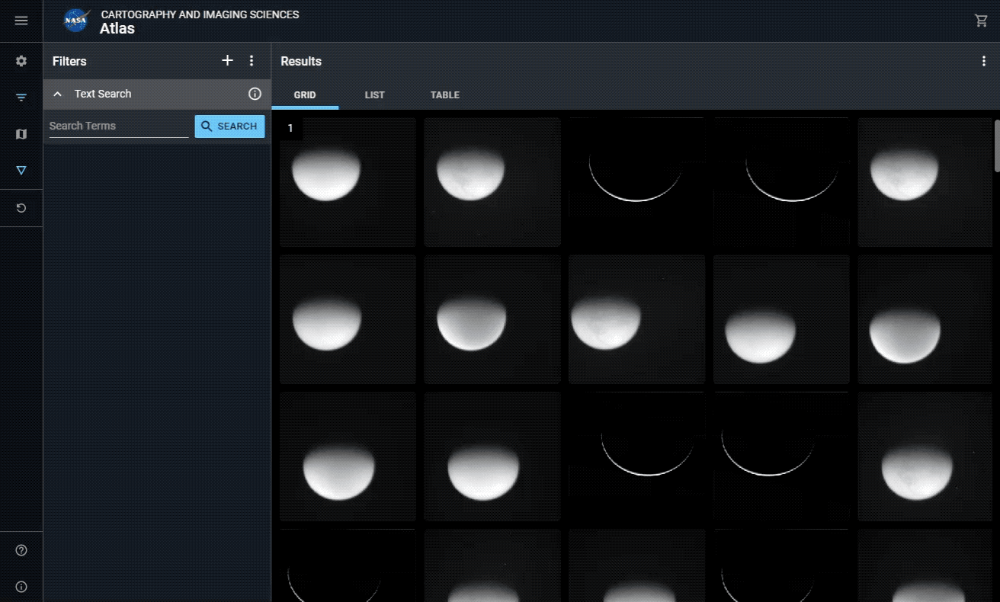 NASA
CARTOGRAPHY AND IMAGING SCIENCES
Atlas
Filters
Results
Text Search
GRID
LIST
TABLE
Search Terms
SEARCH
1